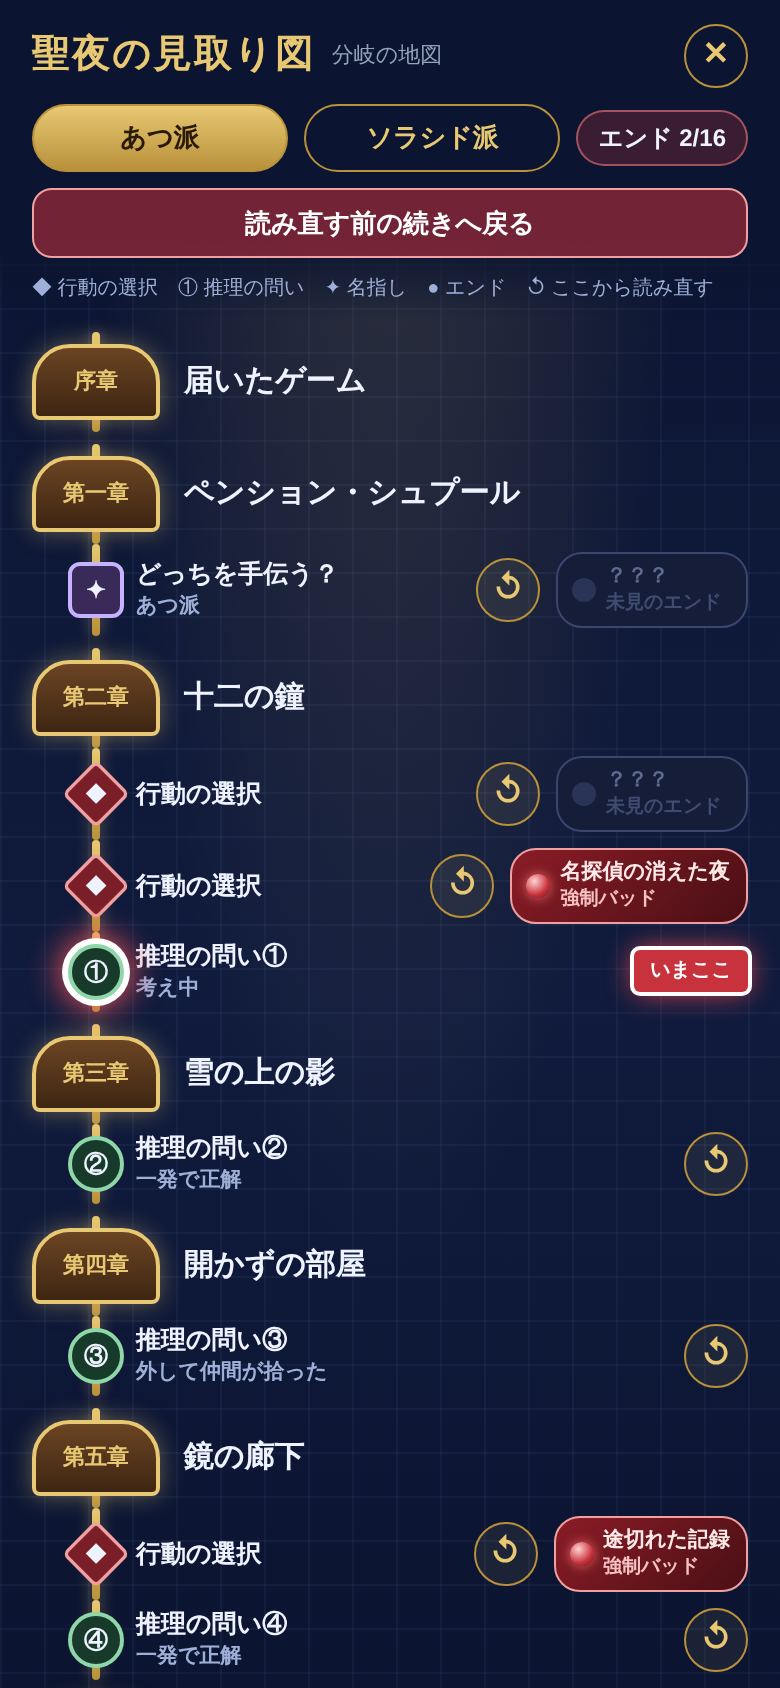 聖夜の見取り図 分岐の地図 ✕
あつ派 ソラシド派 エンド 2/16
読み直す前の続きへ戻る
◆ 行動の選択 ① 推理の問い ✦ 名指し ● エンド ↺ ここから読み直す
序章 届いたゲーム
第一章 ペンション・シュプール
✦ どっちを手伝う？
あつ派
？？？
未見のエンド
第二章 十二の鐘
◆ 行動の選択
？？？
未見のエンド
◆ 行動の選択
名探偵の消えた夜
強制バッド
① 推理の問い①
考え中
いまここ
第三章 雪の上の影
② 推理の問い②
一発で正解
第四章 開かずの部屋
③ 推理の問い③
外して仲間が拾った
第五章 鏡の廊下
◆ 行動の選択
途切れた記録
強制バッド
④ 推理の問い④
一発で正解